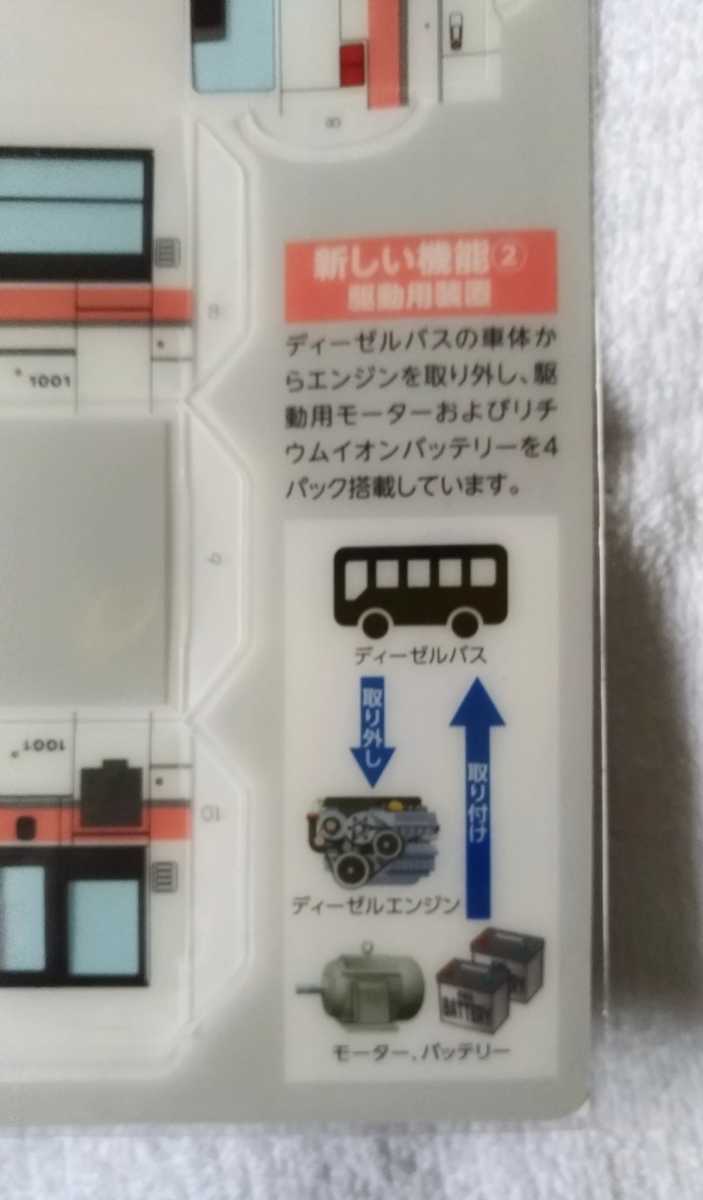 8
新しい機能②
駆動用装置
ディーゼルバスの車体か
らエンジンを取り外し、駆
動用モーターおよびリチ
ウムイオンバッテリーを4
パック搭載しています。
8
1001
9
ディーゼルバス
取り外し
取り付け
1001
10
ディーゼルエンジン
BATTERY
モーター、バッテリー